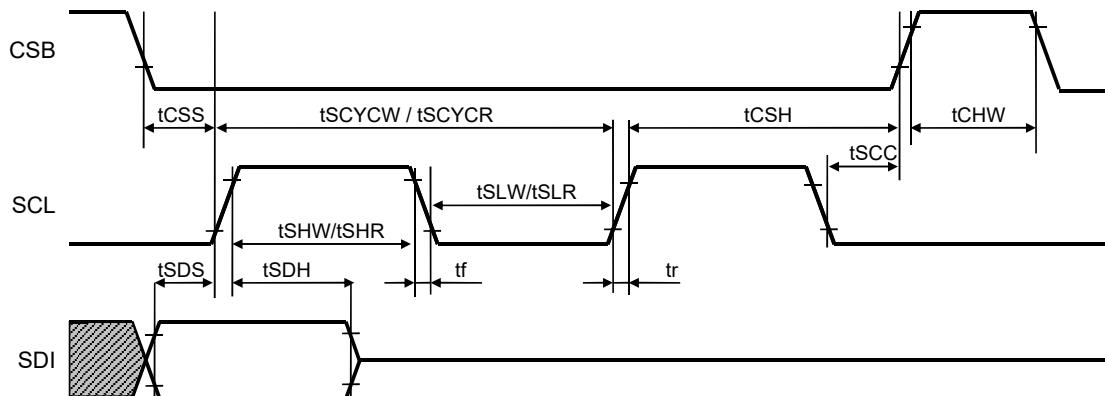 CSB
tCSS
tSCYCW / tSCYCR
tCSH
tCHW
tSCC
SCL
tSLW/tSLR
tSHW/tSHR
tSDS
tSDH
tf
tr
SDI